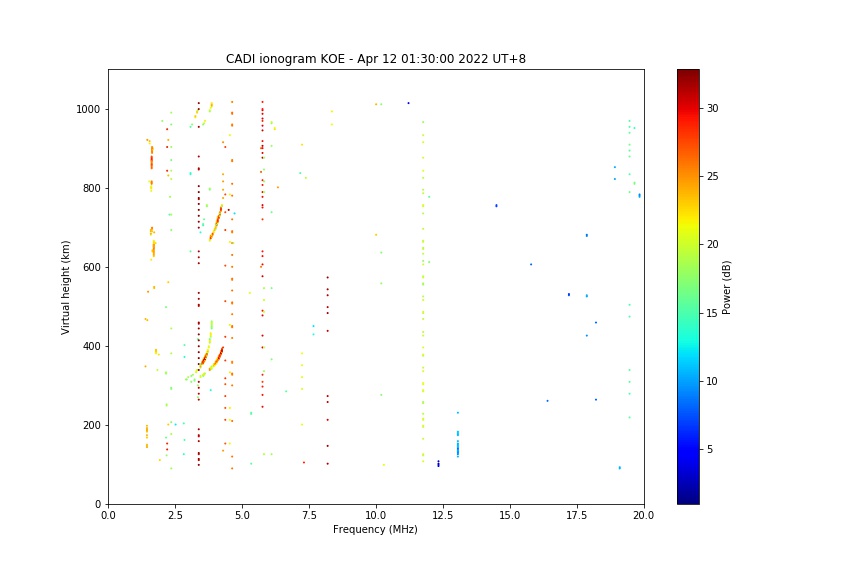 CADI ionogram KOE - Apr 12 01:30:00 2022 UT+8
1000
800
600
400
200
0
Virtual height (km)
0.0 2.5 5.0 7.5 10.0 12.5 15.0 17.5 20.0
Frequency (MHz)
30
25
20
15
10
5
Power (dB)